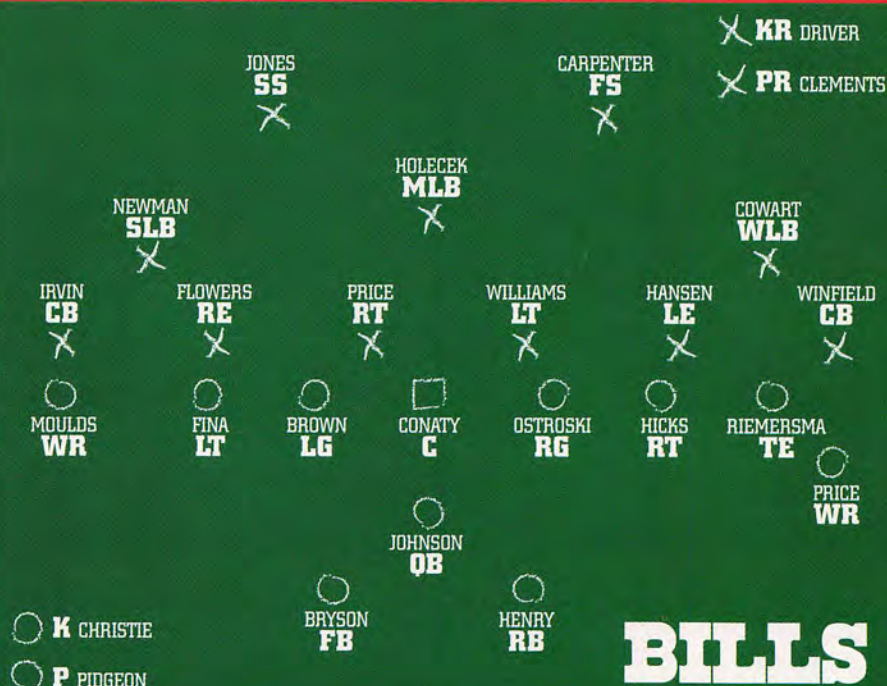 KR DRIVER
PR CLEMENTS
JONES
SS
CARPENTER
FS
HOLECEK
MLB
NEWMAN
SLB
COWART
WLB
IRVIN
CB
FLOWERS
RE
PRICE
RT
WILLIAMS
LT
HANSEN
LE
WINFIELD
CB
MOULDS
WR
FINA
LT
BROWN
LG
CONATY
C
OSTROSKI
RG
HICKS
RT
RIEMERSMA
TE
PRICE
WR
JOHNSON
QB
BRYSON
FB
HENRY
RB
K CHRISTIE
P PIDGEON
BILLS